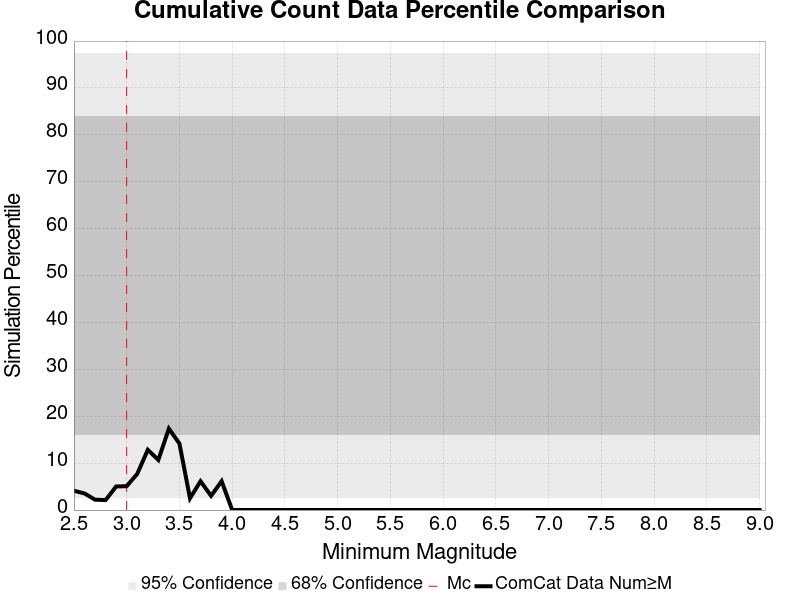 Cumulative Count Data Percentile Comparison
100
90
80
70
60
50
40
30
20
10
0
Simulation Percentile
2.5 3.0 3.5 4.0 4.5 5.0 5.5 6.0 6.5 7.0 7.5 8.0 8.5 9.0
Minimum Magnitude
95% Confidence 68% Confidence Mc ComCat Data Num≥M